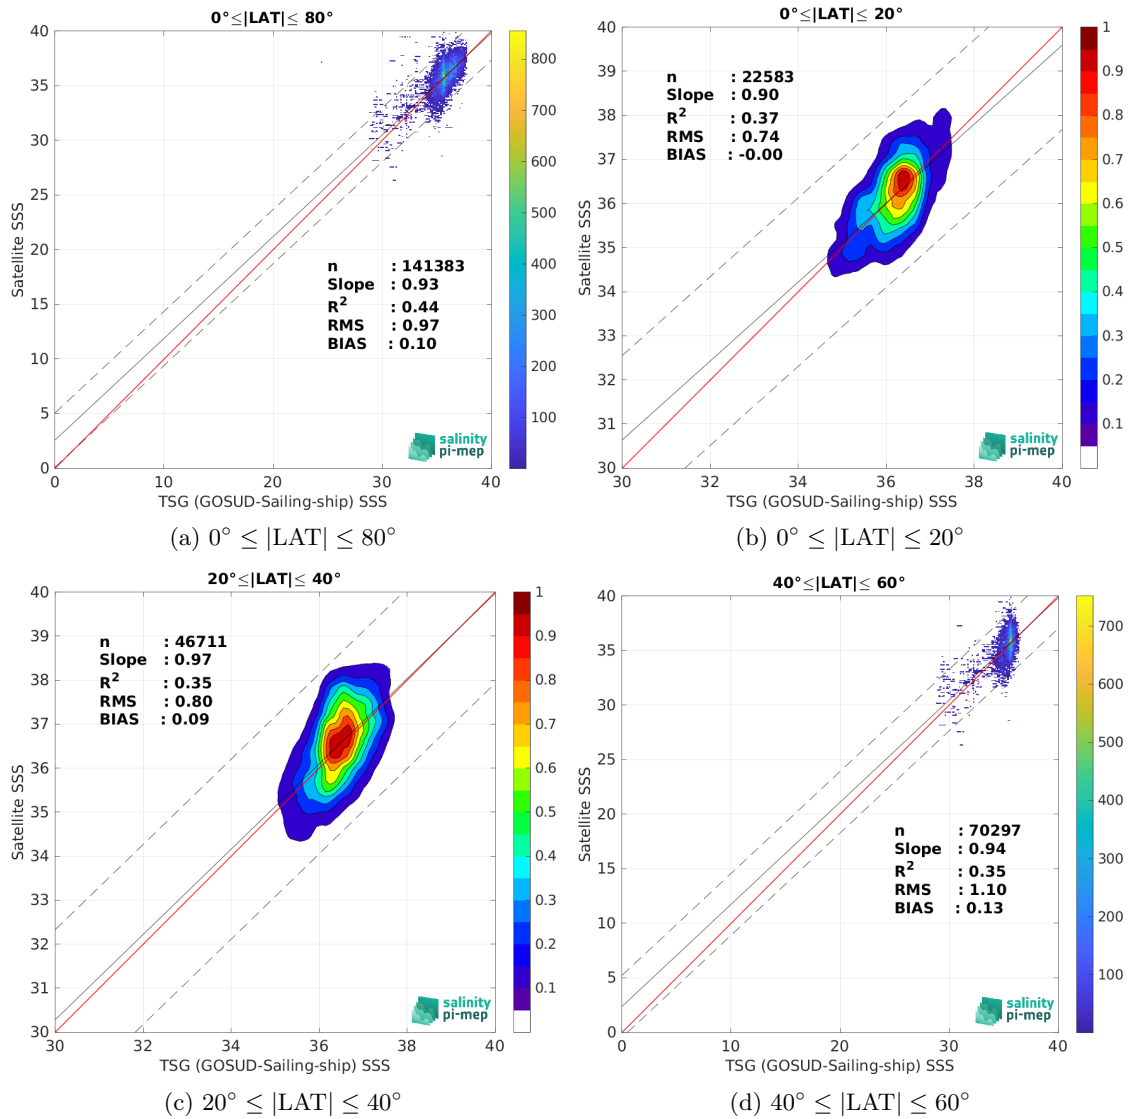 0°≤|LAT|≤ 80°
40
35
30
25
20
15
10
5
0
Satellite SSS
n : 141383
Slope : 0.93
R² : 0.44
RMS : 0.97
BIAS : 0.10
salinity
pi-mep
0 10 20 30 40
TSG (GOSUD-Sailing-ship) SSS
800
700
600
500
400
300
200
100
(a) 0° ≤ |LAT| ≤ 80°
0°≤|LAT|≤ 20°
40
39
38
37
36
35
34
33
32
31
30
Satellite SSS
n : 22583
Slope : 0.90
R² : 0.37
RMS : 0.74
BIAS : -0.00
salinity
pi-mep
30 32 34 36 38 40
TSG (GOSUD-Sailing-ship) SSS
1
0.9
0.8
0.7
0.6
0.5
0.4
0.3
0.2
0.1
(b) 0° ≤ |LAT| ≤ 20°
20°≤|LAT|≤ 40°
40
39
38
37
36
35
34
33
32
31
30
Satellite SSS
n : 46711
Slope : 0.97
R² : 0.35
RMS : 0.80
BIAS : 0.09
salinity
pi-mep
30 32 34 36 38 40
TSG (GOSUD-Sailing-ship) SSS
1
0.9
0.8
0.7
0.6
0.5
0.4
0.3
0.2
0.1
(c) 20° ≤ |LAT| ≤ 40°
40°≤|LAT|≤ 60°
40
35
30
25
20
15
10
5
0
Satellite SSS
n : 70297
Slope : 0.94
R² : 0.35
RMS : 1.10
BIAS : 0.13
salinity
pi-mep
0 10 20 30 40
TSG (GOSUD-Sailing-ship) SSS
700
600
500
400
300
200
100
(d) 40° ≤ |LAT| ≤ 60°